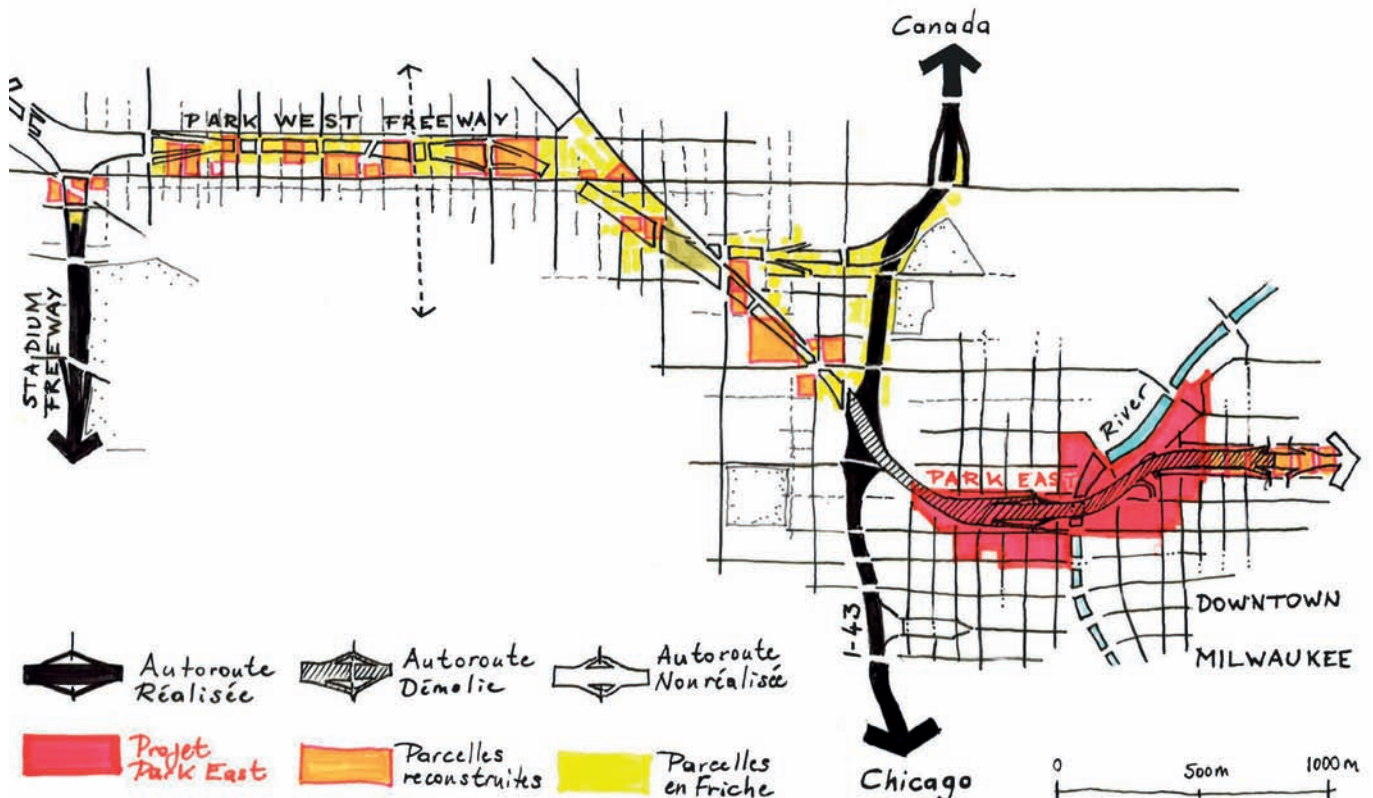 Canada
PARK WEST FREEWAY
STADIUM
FREEWAY
River
PARK EAST
I-43
DOWNTOWN
MILWAUKEE
Autoroute
Réalisée
Autoroute
Démolie
Autoroute
Nonréalisée
Projet
Park East
Parcelles
reconstruites
Parcelles
en Friche
Chicago
0 500m 1000m